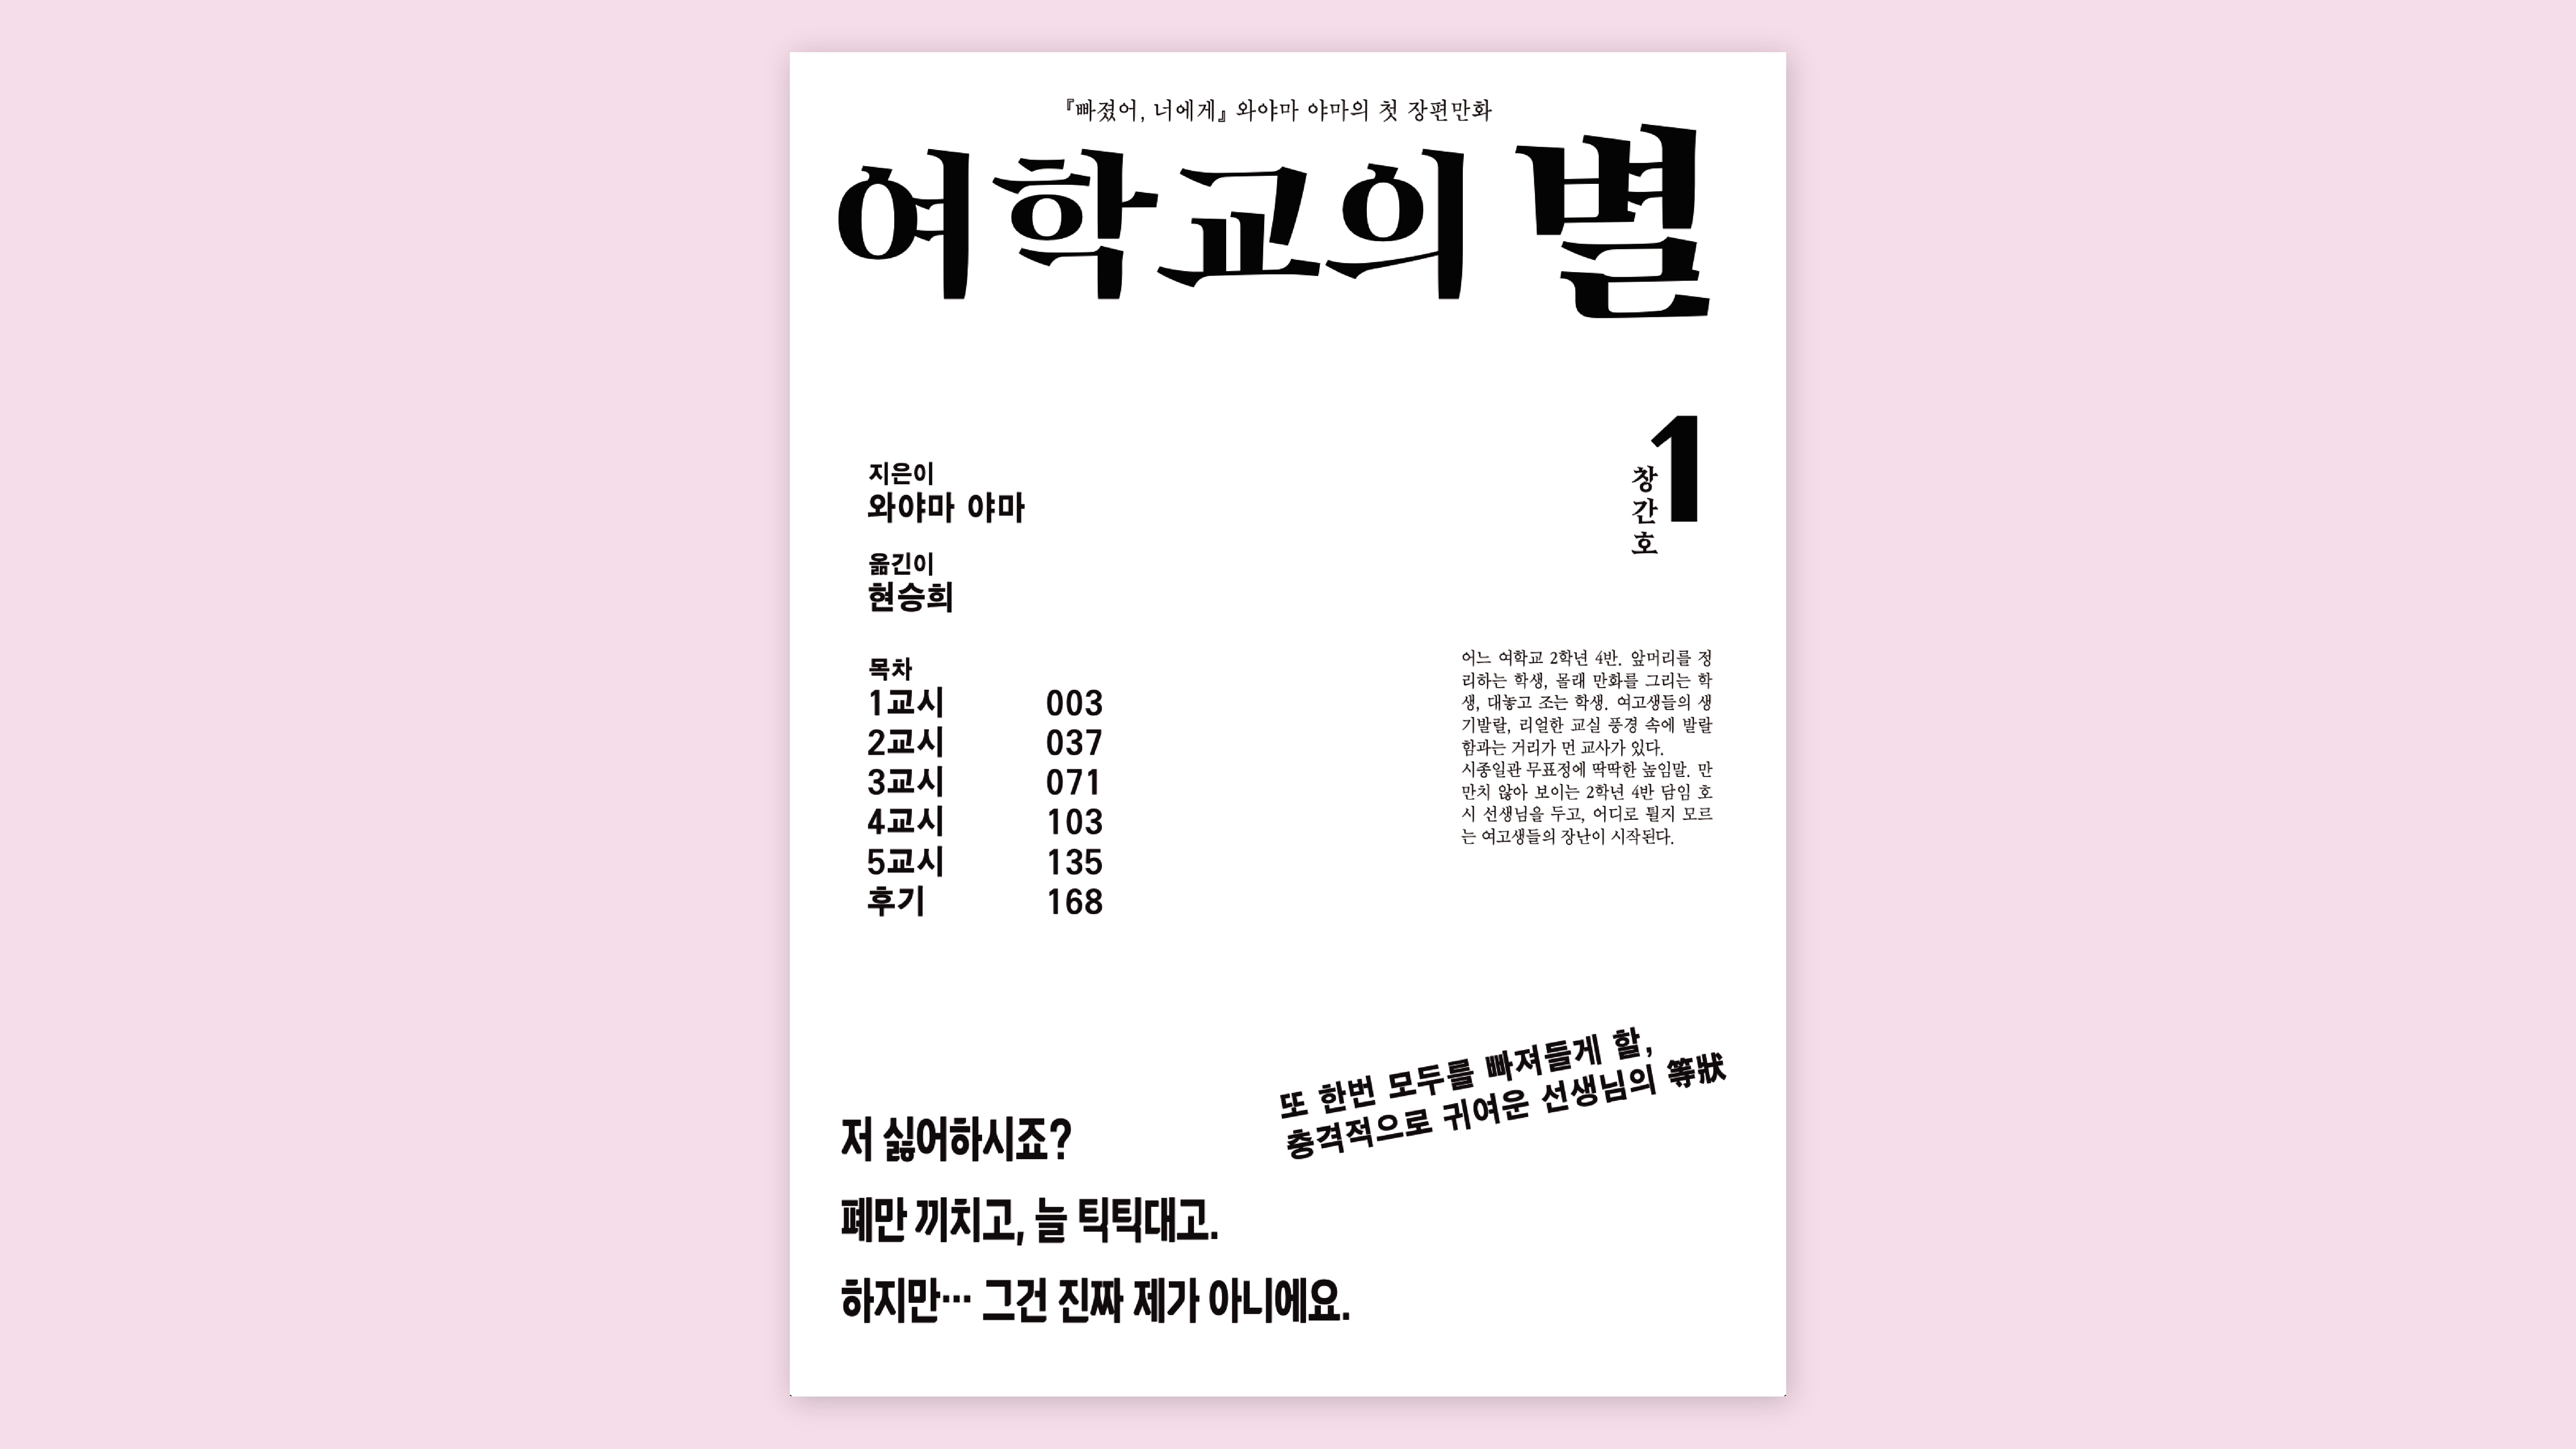 『빠졌어, 너에게』 와야마 야마의 첫 장편만화
여학교의 별
1
창간호
지은이
와야마 야마
옮긴이
현승희
목차
1교시 003
2교시 037
3교시 071
4교시 103
5교시 135
후기 168
어느 여학교 2학년 4반. 앞머리를 정
리하는 학생, 몰래 만화를 그리는 학
생, 대놓고 조는 학생. 여고생들의 생
기발랄, 리얼한 교실 풍경 속에 발랄
함과는 거리가 먼 교사가 있다.
시종일관 무표정에 딱딱한 높임말. 만
만치 않아 보이는 2학년 4반 담임 호
시 선생님을 두고, 어디로 튈지 모르
는 여고생들의 장난이 시작된다.
또 한번 모두를 빠져들게 할,
충격적으로 귀여운 선생님의 等狀
저 싫어하시죠?
폐만 끼치고, 늘 틱틱대고.
하지만… 그건 진짜 제가 아니에요.